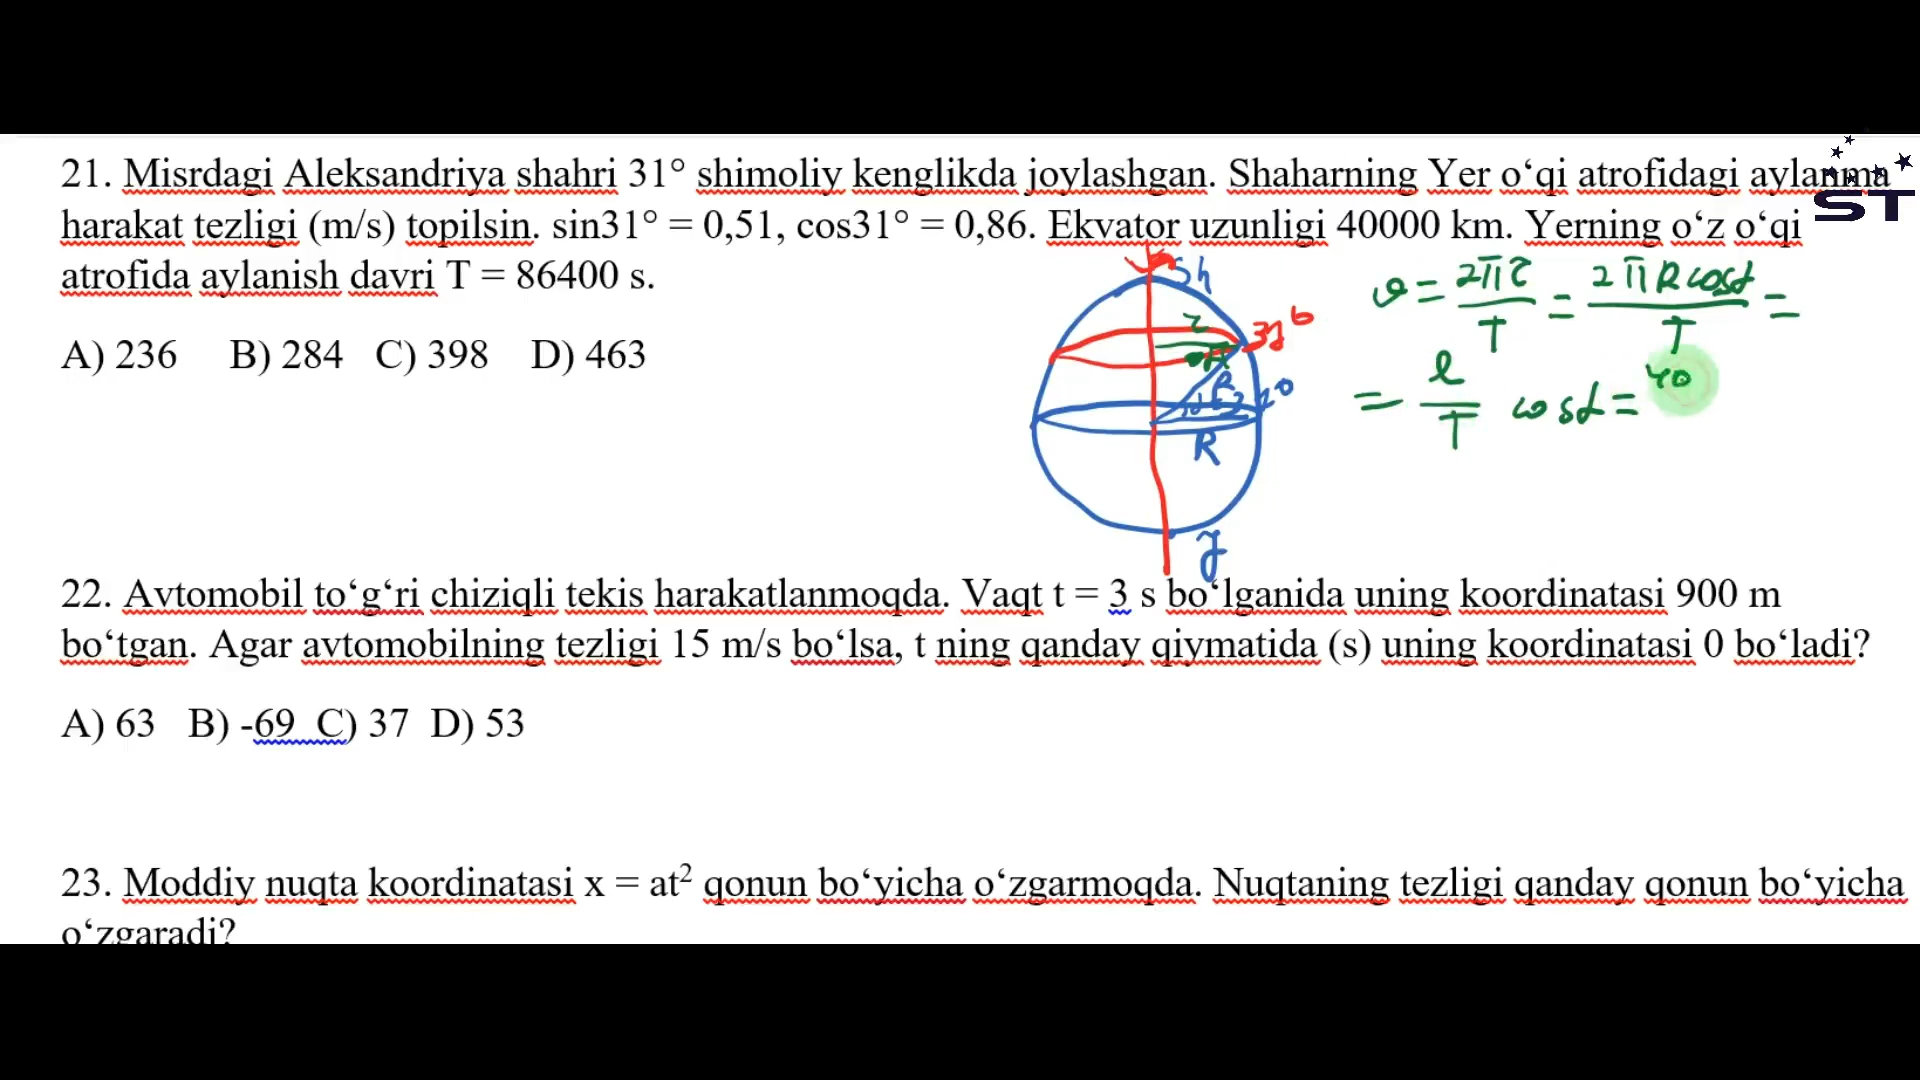 21. Misrdagi Aleksandriya shahri 31° shimoliy kenglikda joylashgan. Shaharning Yer o‘qi atrofidagi aylanma
harakat tezligi (m/s) topilsin. sin31° = 0,51, cos31° = 0,86. Ekvator uzunligi 40000 km. Yerning o‘z o‘qi
atrofida aylanish davri T = 86400 s.
A) 236 B) 284 C) 398 D) 463
ST
Sh
31°
r
R
R
J
υ = 2πr/T = 2πR cosα/T =
= ℓ/T cosα = 40
22. Avtomobil to‘g‘ri chiziqli tekis harakatlanmoqda. Vaqt t = 3 s bo‘lganida uning koordinatasi 900 m
bo‘tgan. Agar avtomobilning tezligi 15 m/s bo‘lsa, t ning qanday qiymatida (s) uning koordinatasi 0 bo‘ladi?
A) 63 B) -69 C) 37 D) 53
23. Moddiy nuqta koordinatasi x = at² qonun bo‘yicha o‘zgarmoqda. Nuqtaning tezligi qanday qonun bo‘yicha
o‘zgaradi?